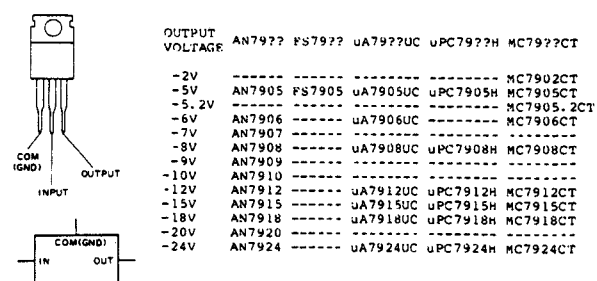 OUTPUT
VOLTAGE AN79?? FS79?? uA79??UC uPC79??H MC79??CT
-2V ------ ------ -------- -------- MC7902CT
-5V AN7905 FS7905 uA7905UC uPC7905H MC7905CT
-5.2V ------ ------ -------- -------- MC7905.2CT
-6V AN7906 ------ uA7906UC -------- MC7906CT
-7V AN7907 ------ -------- -------- --------
-8V AN7908 ------ uA7908UC uPC7908H MC7908CT
-9V AN7909 ------ -------- -------- --------
-10V AN7910 ------ -------- -------- --------
-12V AN7912 ------ uA7912UC uPC7912H MC7912CT
-15V AN7915 ------ uA7915UC uPC7915H MC7915CT
-18V AN7918 ------ uA7918UC uPC7918H MC7918CT
-20V AN7920 ------ -------- -------- --------
-24V AN7924 ------ uA7924UC uPC7924H MC7924CT
COM
(GND)
OUTPUT
INPUT
COM(GND)
IN OUT